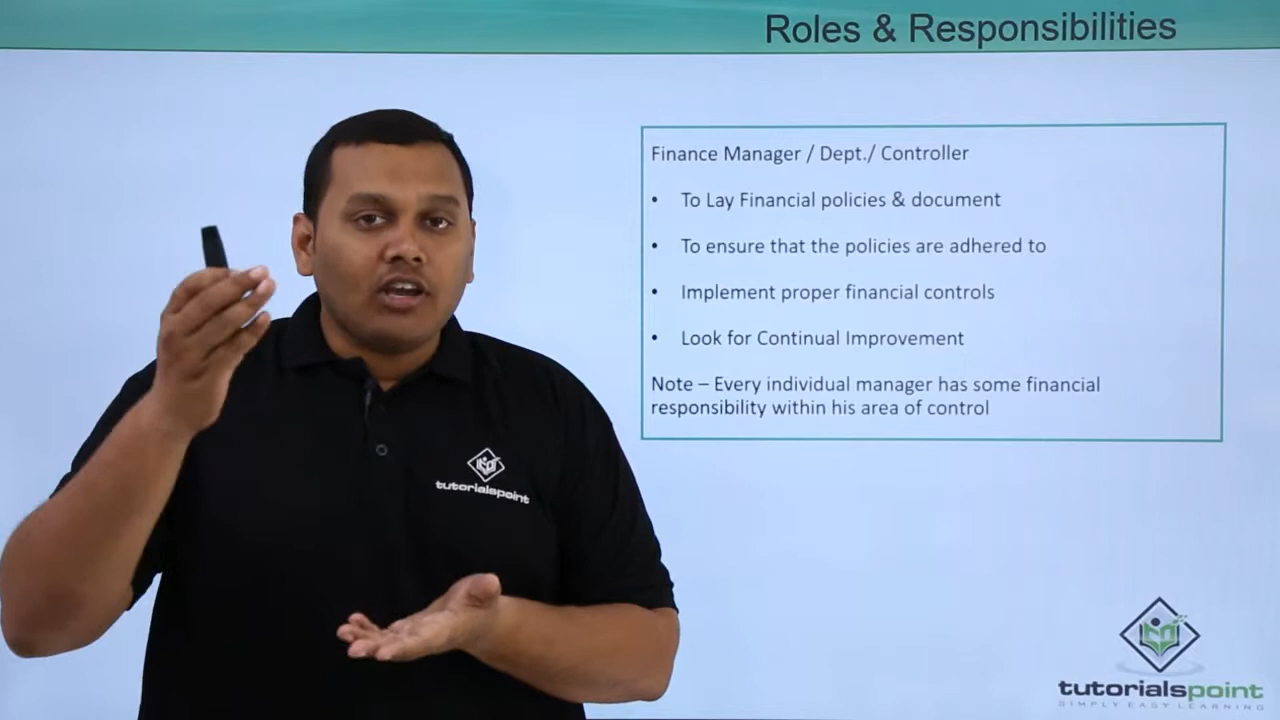 Roles & Responsibilities
Finance Manager / Dept./ Controller
• To Lay Financial policies & document
• To ensure that the policies are adhered to
• Implement proper financial controls
• Look for Continual Improvement
Note – Every individual manager has some financial
responsibility within his area of control
tutorialspoint
tutorialspoint
SIMPLY EASY LEARNING